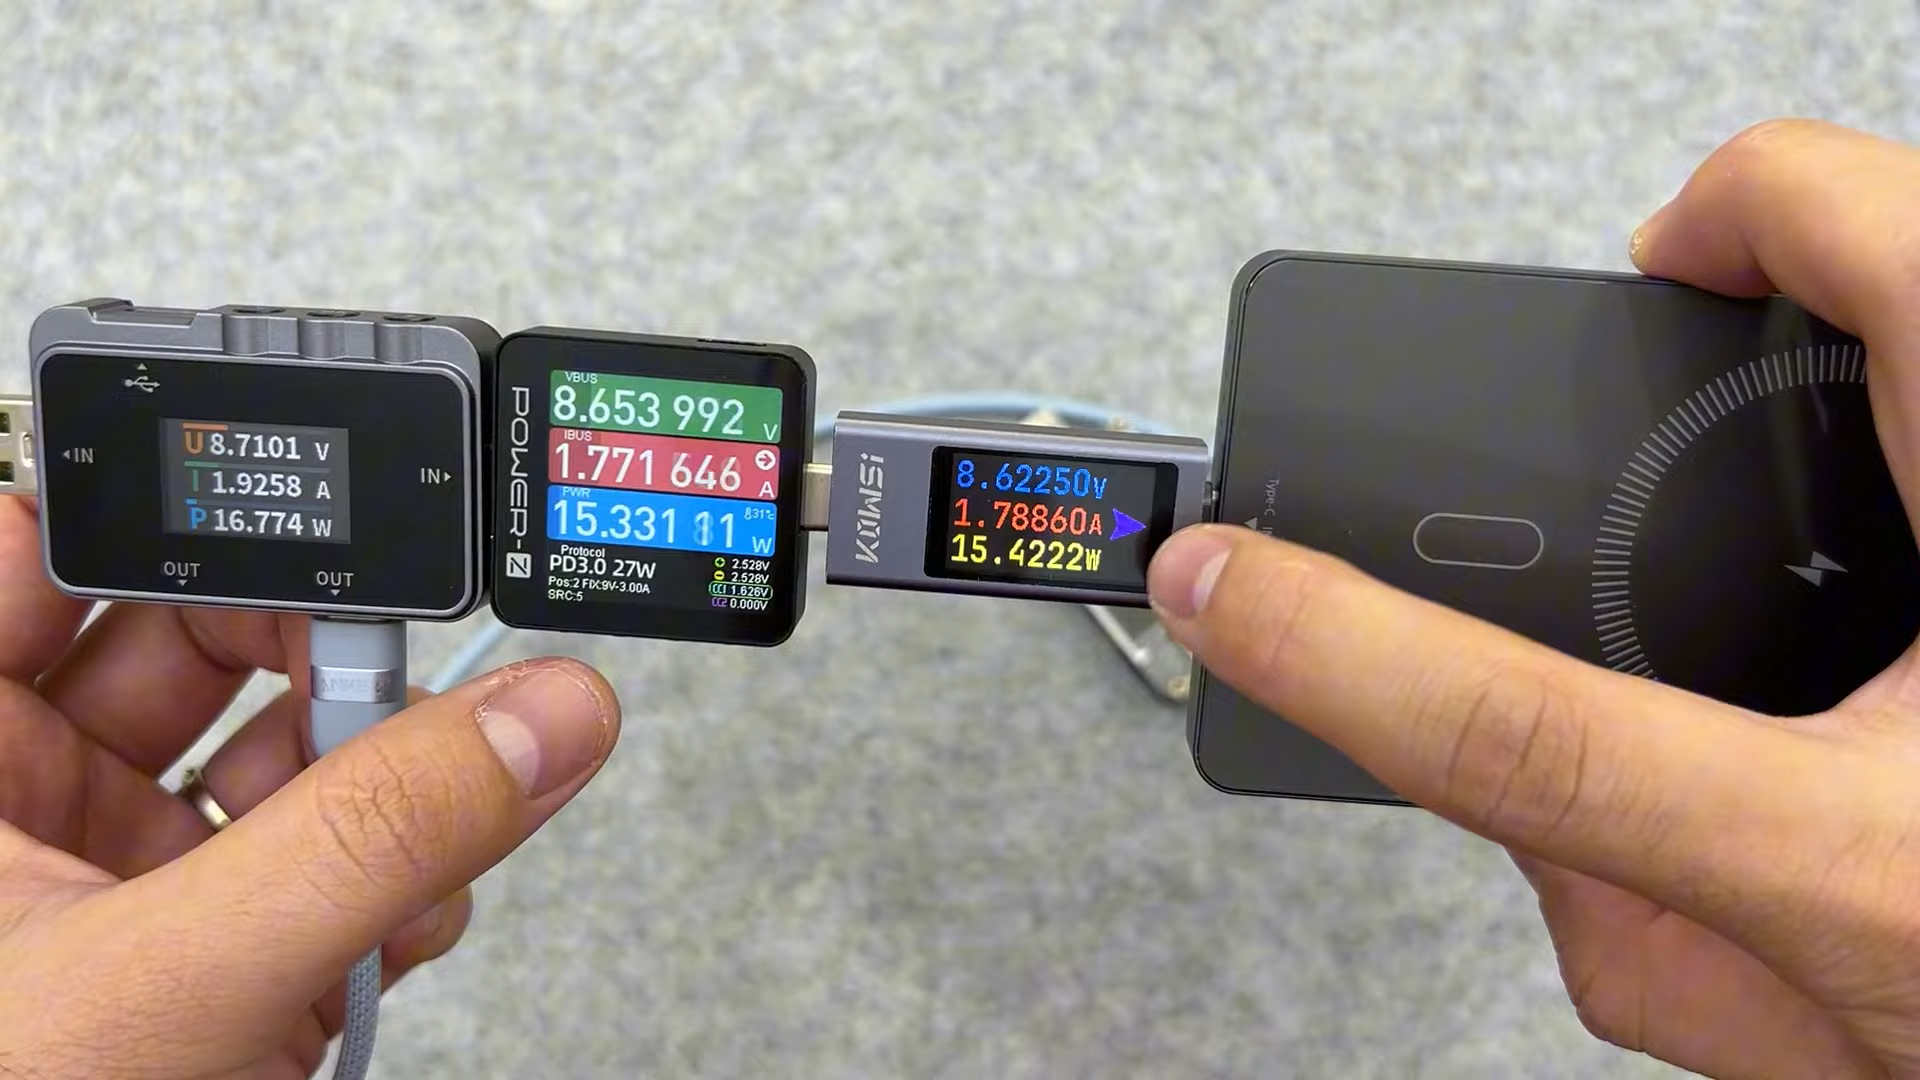 IN
U 8.7101 V
I 1.9258 A
P 16.774 W
IN
OUT
OUT
ANKER
POWER-Z
VBUS
8.653 992 V
IBUS
1.771 646 A
PWR
31°C
W
Protocol
PD3.0 27W
Pos:2 FIX:9V-3.00A
SRC:5
2.528V
2.528V
CC1 1.626V
CC2 0.000V
KOWSI
8.62250V
1.78860A
15.4222W
Type-C